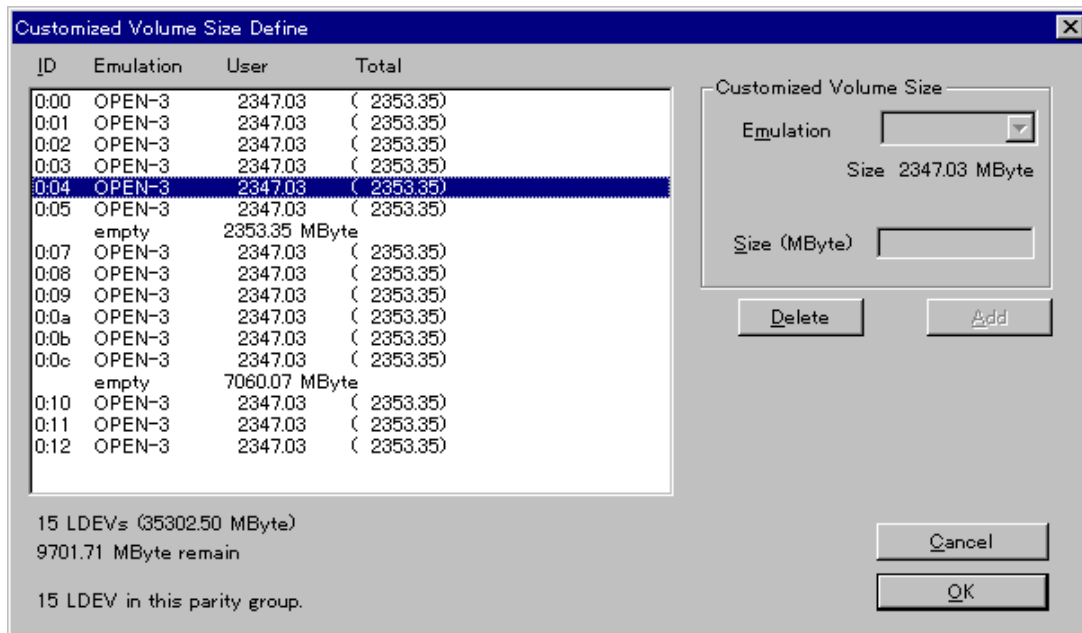 Customized Volume Size Define
ID Emulation User Total
0:00 OPEN-3 2347.03 ( 2353.35)
0:01 OPEN-3 2347.03 ( 2353.35)
0:02 OPEN-3 2347.03 ( 2353.35)
0:03 OPEN-3 2347.03 ( 2353.35)
0:04 OPEN-3 2347.03 ( 2353.35)
0:05 OPEN-3 2347.03 ( 2353.35)
empty 2353.35 MByte
0:07 OPEN-3 2347.03 ( 2353.35)
0:08 OPEN-3 2347.03 ( 2353.35)
0:09 OPEN-3 2347.03 ( 2353.35)
0:0a OPEN-3 2347.03 ( 2353.35)
0:0b OPEN-3 2347.03 ( 2353.35)
0:0c OPEN-3 2347.03 ( 2353.35)
empty 7060.07 MByte
0:10 OPEN-3 2347.03 ( 2353.35)
0:11 OPEN-3 2347.03 ( 2353.35)
0:12 OPEN-3 2347.03 ( 2353.35)
15 LDEVs (35302.50 MByte)
9701.71 MByte remain
15 LDEV in this parity group.
Customized Volume Size
Emulation
Size 2347.03 MByte
Size (MByte)
Delete Add
Cancel
OK